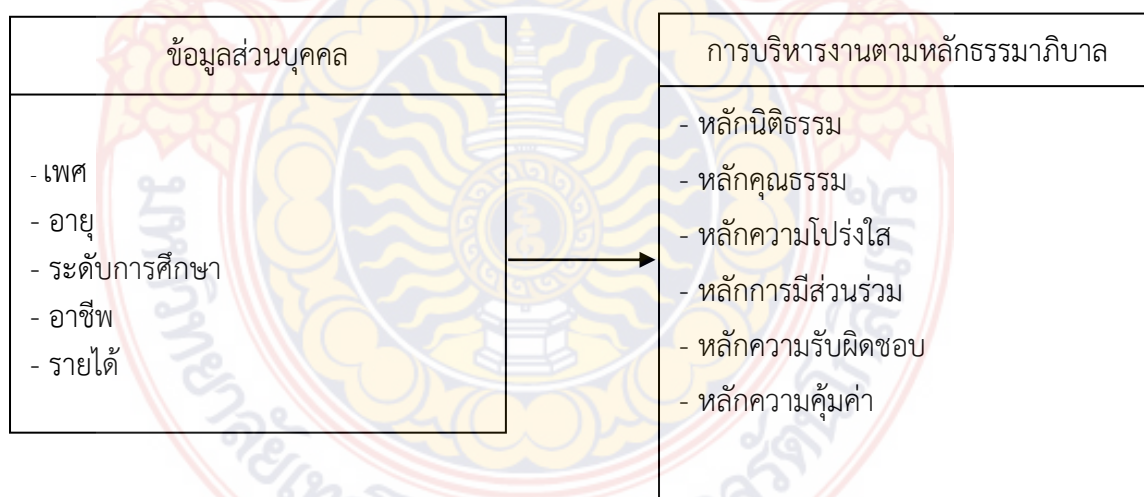 ข้อมูลส่วนบุคคล
- เพศ
- อายุ
- ระดับการศึกษา
- อาชีพ
- รายได้
การบริหารงานตามหลักธรรมาภิบาล
- หลักนิติธรรม
- หลักคุณธรรม
- หลักความโปร่งใส
- หลักการมีส่วนร่วม
- หลักความรับผิดชอบ
- หลักความคุ้มค่า